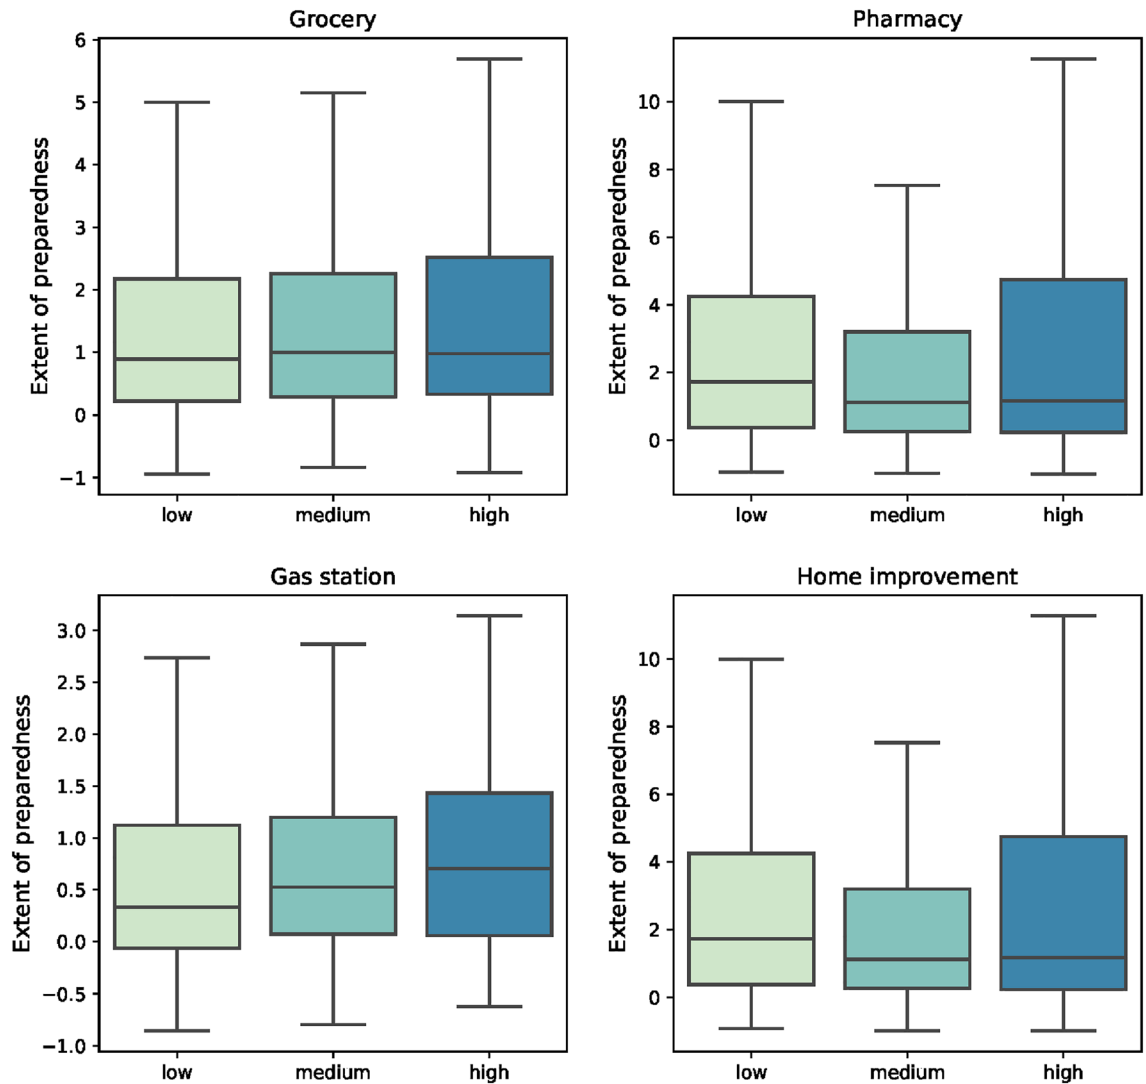 Grocery
Extent of preparedness
6
5
4
3
2
1
0
−1
low medium high
Pharmacy
Extent of preparedness
10
8
6
4
2
0
low medium high
Gas station
Extent of preparedness
3.0
2.5
2.0
1.5
1.0
0.5
0.0
−0.5
−1.0
low medium high
Home improvement
Extent of preparedness
10
8
6
4
2
0
low medium high